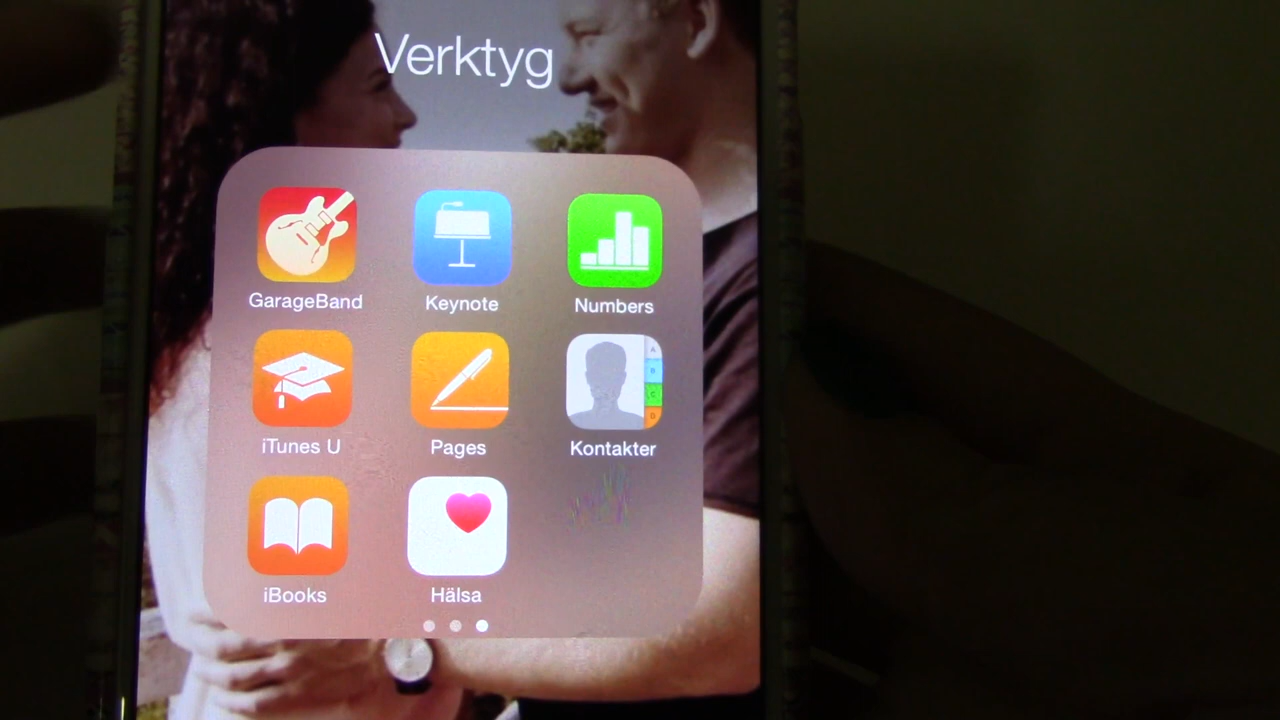 Verktyg
GarageBand Keynote Numbers
iTunes U Pages Kontakter
A
B
C
D
iBooks Hälsa